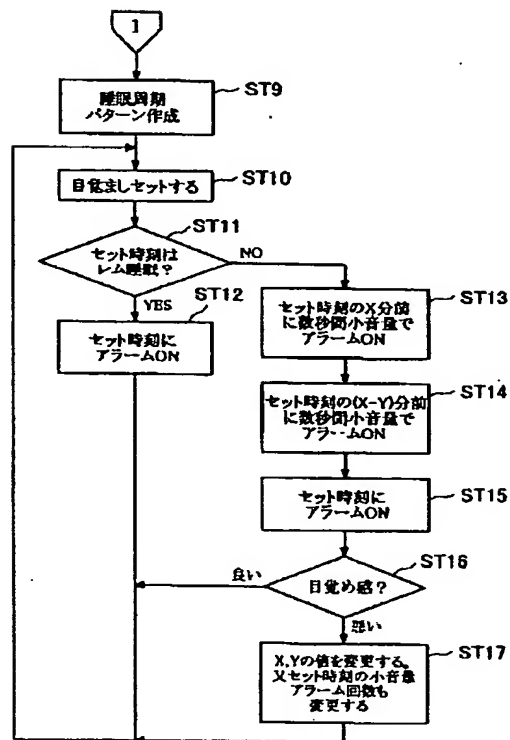 1
睡眠周期
パターン作成
ST9
目覚ましセットする
ST10
セット時刻は
レム睡眠?
ST11
NO
YES
ST12
セット時刻に
アラームON
セット時刻のX分前
に数秒間小音量で
アラームON
ST13
セット時刻の(X-Y)分前
に数秒間小音量で
アラームON
ST14
セット時刻に
アラームON
ST15
目覚め感?
ST16
良い
悪い
X,Yの値を変更する。
又セット時刻の小音量
アラーム回数も
変更する
ST17